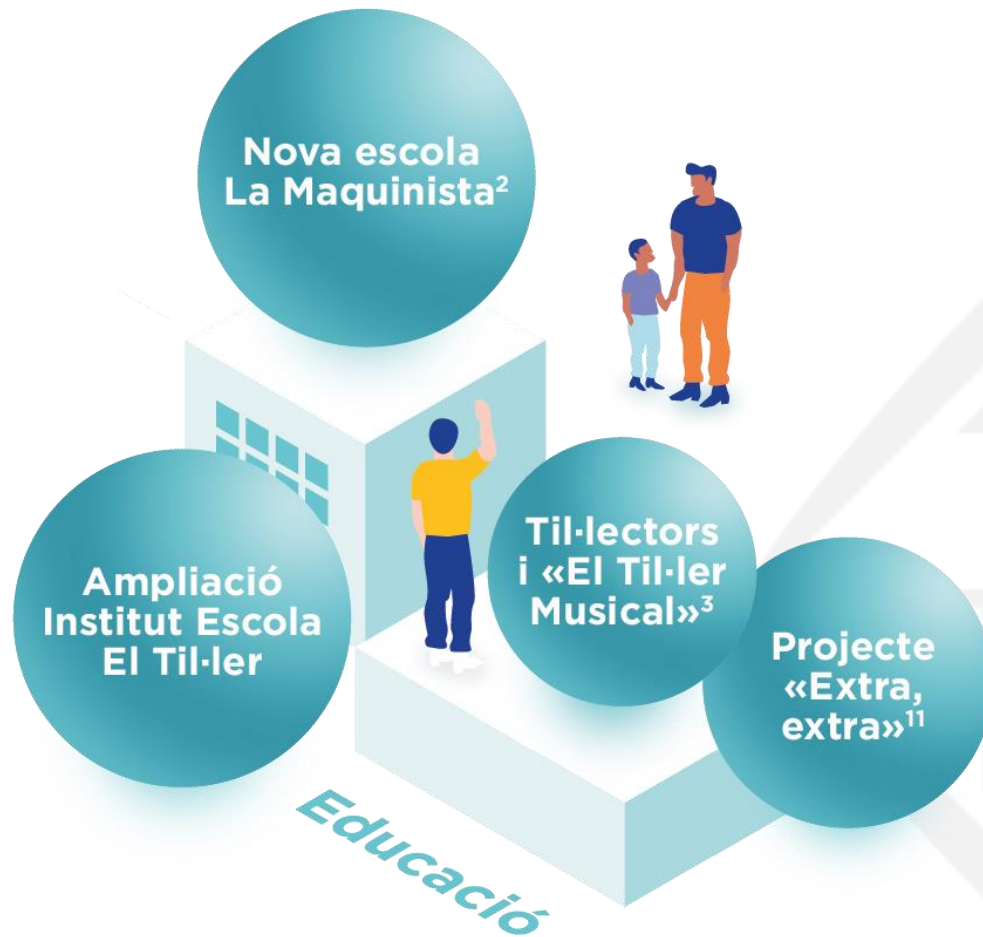 Nova escola
La Maquinista²
Ampliació
Institut Escola
El Til·ler
Til·lectors
i «El Til·ler
Musical»³
Projecte
«Extra,
extra»¹¹
Educació